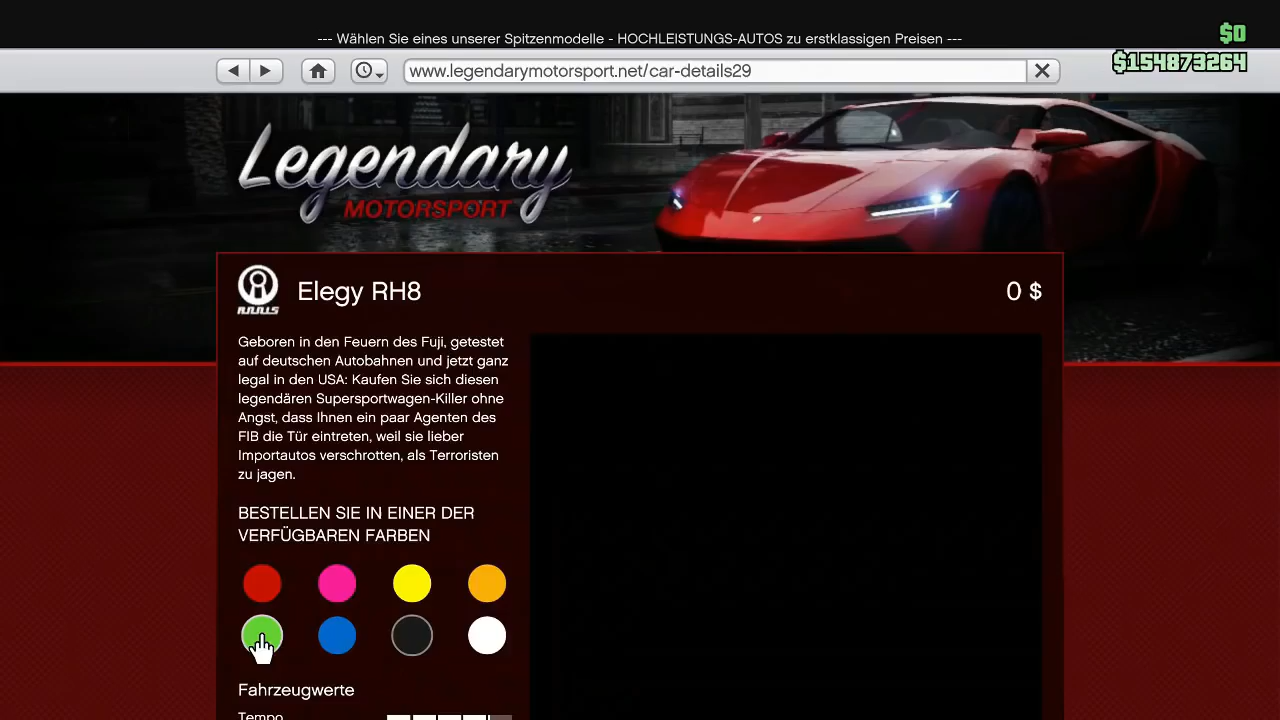 --- Wählen Sie eines unserer Spitzenmodelle - HOCHLEISTUNGS-AUTOS zu erstklassigen Preisen ---
$0
$154873264
www.legendarymotorsport.net/car-details29
Legendary
MOTORSPORT
ANNIS
Elegy RH8
0 $
Geboren in den Feuern des Fuji, getestet
auf deutschen Autobahnen und jetzt ganz
legal in den USA: Kaufen Sie sich diesen
legendären Supersportwagen-Killer ohne
Angst, dass Ihnen ein paar Agenten des
FIB die Tür eintreten, weil sie lieber
Importautos verschrotten, als Terroristen
zu jagen.
BESTELLEN SIE IN EINER DER
VERFÜGBAREN FARBEN
Fahrzeugwerte
Tempo